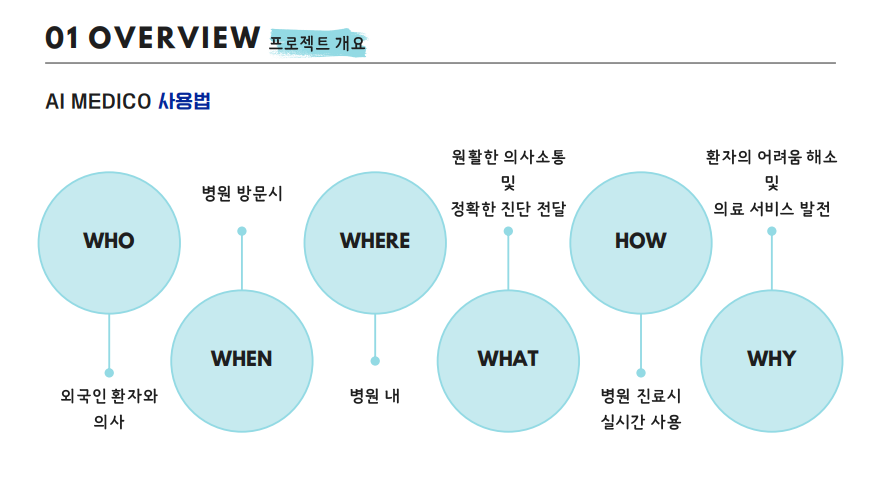 01 OVERVIEW 프로젝트 개요
AI MEDICO 사용법
WHO
외국인 환자와
의사
병원 방문시
WHEN
WHERE
병원 내
원활한 의사소통
및
정확한 진단 전달
WHAT
HOW
병원 진료시
실시간 사용
환자의 어려움 해소
및
의료 서비스 발전
WHY